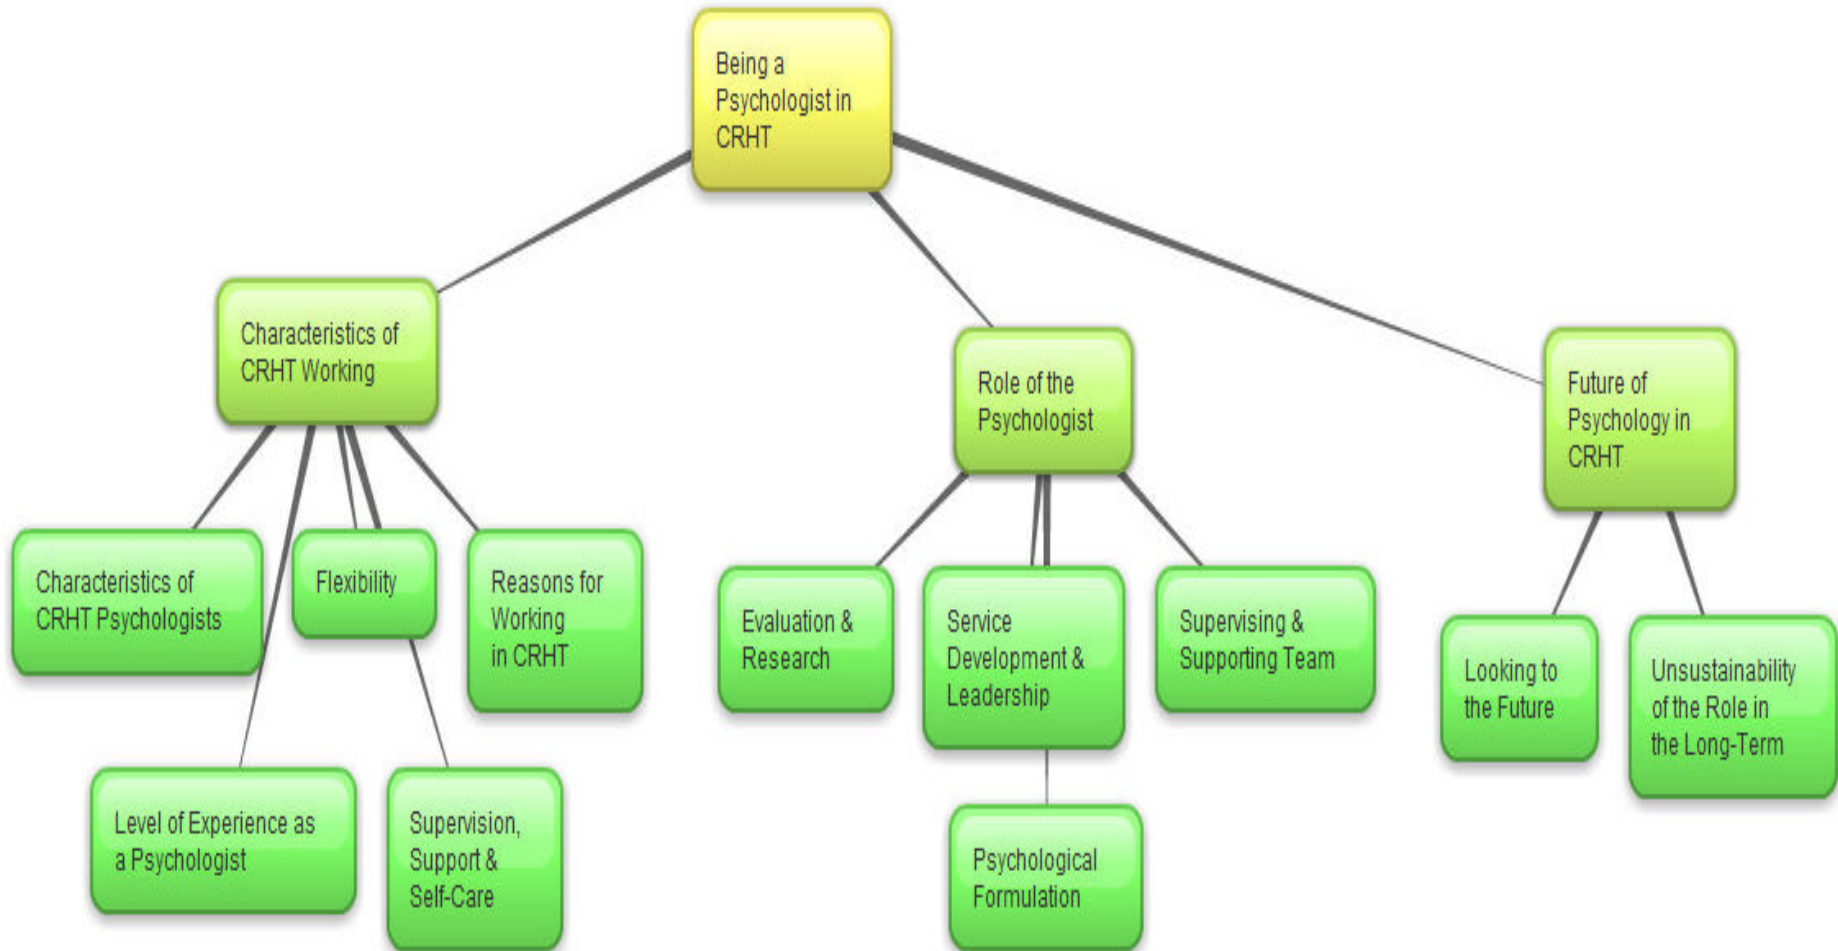 Being a
Psychologist in
CRHT
Characteristics of
CRHT Working
Role of the
Psychologist
Future of
Psychology in
CRHT
Characteristics of
CRHT Psychologists
Flexibility
Reasons for
Working
in CRHT
Evaluation &
Research
Service
Development &
Leadership
Supervising &
Supporting Team
Looking to
the Future
Unsustainability
of the Role in
the Long-Term
Level of Experience as
a Psychologist
Supervision,
Support &
Self-Care
Psychological
Formulation